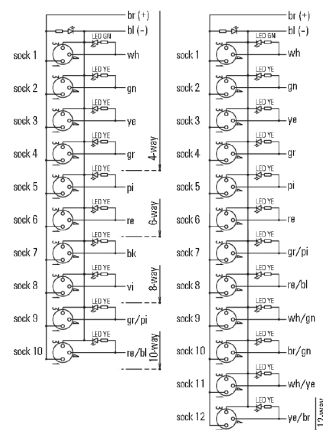 br (+)
bl (–)
LED GN
sock 1 wh
LED YE
sock 2 gn
LED YE
sock 3 ye
LED YE
sock 4 gr
4-way
LED YE
sock 5 pi
LED YE
sock 6 re
6-way
LED YE
sock 7 bk
LED YE
sock 8 vi
8-way
LED YE
sock 9 gr/pi
LED YE
sock 10 re/bl
10-way
br (+)
bl (–)
LED GN
sock 1 wh
LED YE
sock 2 gn
LED YE
sock 3 ye
LED YE
sock 4 gr
LED YE
sock 5 pi
LED YE
sock 6 re
LED YE
sock 7 gr/pi
LED YE
sock 8 re/bl
LED YE
sock 9 wh/gn
LED YE
sock 10 br/gn
LED YE
sock 11 wh/ye
LED YE
sock 12 ye/br
12-way